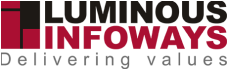 LUMINOUS
INFOWAYS
Delivering values